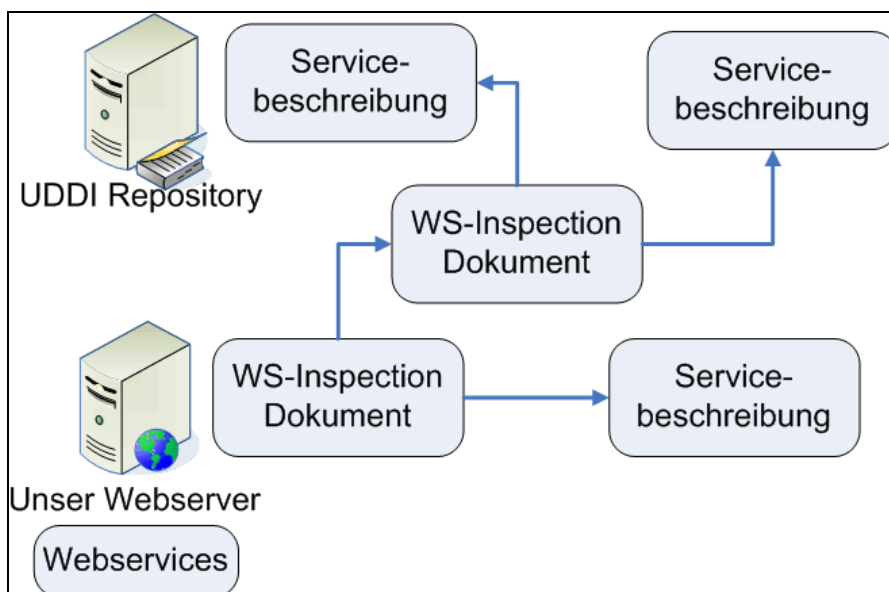 Service-
beschreibung
Service-
beschreibung
UDDI Repository
WS-Inspection
Dokument
WS-Inspection
Dokument
Service-
beschreibung
Unser Webserver
Webservices